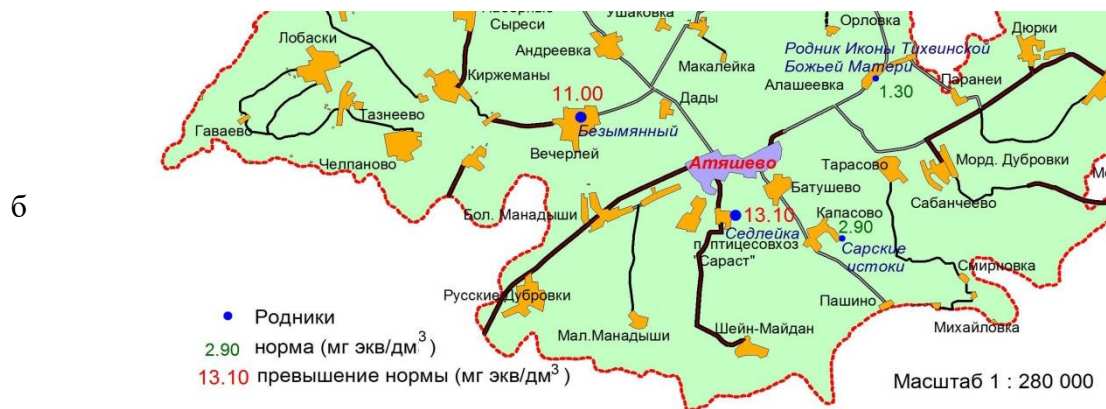 Сыреси
Ушаковка
Орловка
Дюрки
Лобаски
Андреевка
Родник Иконы Тихвинской
Божьей Матери
Макалейка
Киржеманы
11.00
Алашеевка
Паранеи
1.30
Дады
Тазнеево
Гаваево
Безымянный
Челпаново
Вечерлей
Атяшево
Тарасово
Морд. Дубровки
Сабанчеево
Батушево
б
Бол. Манадыши
13.10
Капасово
2.90
Седлейка
Сарские
истоки
п. птицесовхоз
"Сараст"
Смирновка
Русские Дубровки
Пашино
Михайловка
Мал.Манадыши
Шейн-Майдан
Родники
2.90 норма (мг экв/дм³)
13.10 превышение нормы (мг экв/дм³)
Масштаб 1 : 280 000